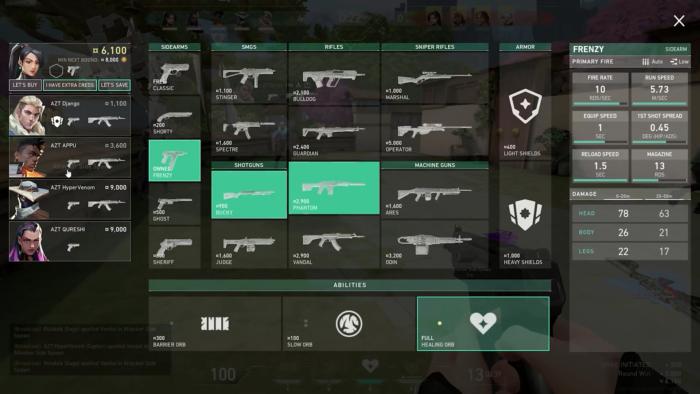 ¤ 6,100
MIN NEXT ROUND: ¤ 8,000
LET'S BUY
I HAVE EXTRA CREDS
LET'S SAVE
AZT Django
¤ 1,100
AZT APPU
¤ 3,600
AZT HyperVenom
¤ 9,000
AZT QURESHI
¤ 9,000
SIDEARMS
SMGS
RIFLES
SNIPER RIFLES
ARMOR
FREE
CLASSIC
¤200
SHORTY
OWNED
FRENZY
¤500
GHOST
SHERIFF
¤1,100
STINGER
¤1,600
SPECTRE
SHOTGUNS
¤900
BUCKY
¤1,600
JUDGE
¤2,100
BULLDOG
¤2,400
GUARDIAN
¤2,900
PHANTOM
¤2,900
VANDAL
¤1,000
MARSHAL
¤5,000
OPERATOR
MACHINE GUNS
¤1,600
ARES
¤3,200
ODIN
¤400
LIGHT SHIELDS
¤1,000
HEAVY SHIELDS
ABILITIES
¤300
BARRIER ORB
¤100
SLOW ORB
FULL
HEALING ORB
FRENZY
SIDEARM
PRIMARY FIRE
Auto
Low
FIRE RATE
10
RDS/SEC
RUN SPEED
5.73
M/SEC
EQUIP SPEED
1
SEC
1ST SHOT SPREAD
0.45
DEG (HIP/ADS)
RELOAD SPEED
1.5
SEC
MAGAZINE
13
RDS
DAMAGE
0-20m
20-50m
HEAD 78 63
BODY 26 21
LEGS 22 17
100
13